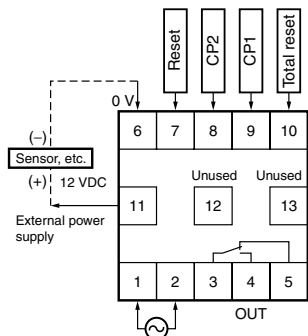 Reset
CP2
CP1
Total reset
0 V
(−)
6
7
8
9
10
Sensor, etc.
(+)
12 VDC
Unused
Unused
11
12
13
External power
supply
1
2
3
4
5
OUT